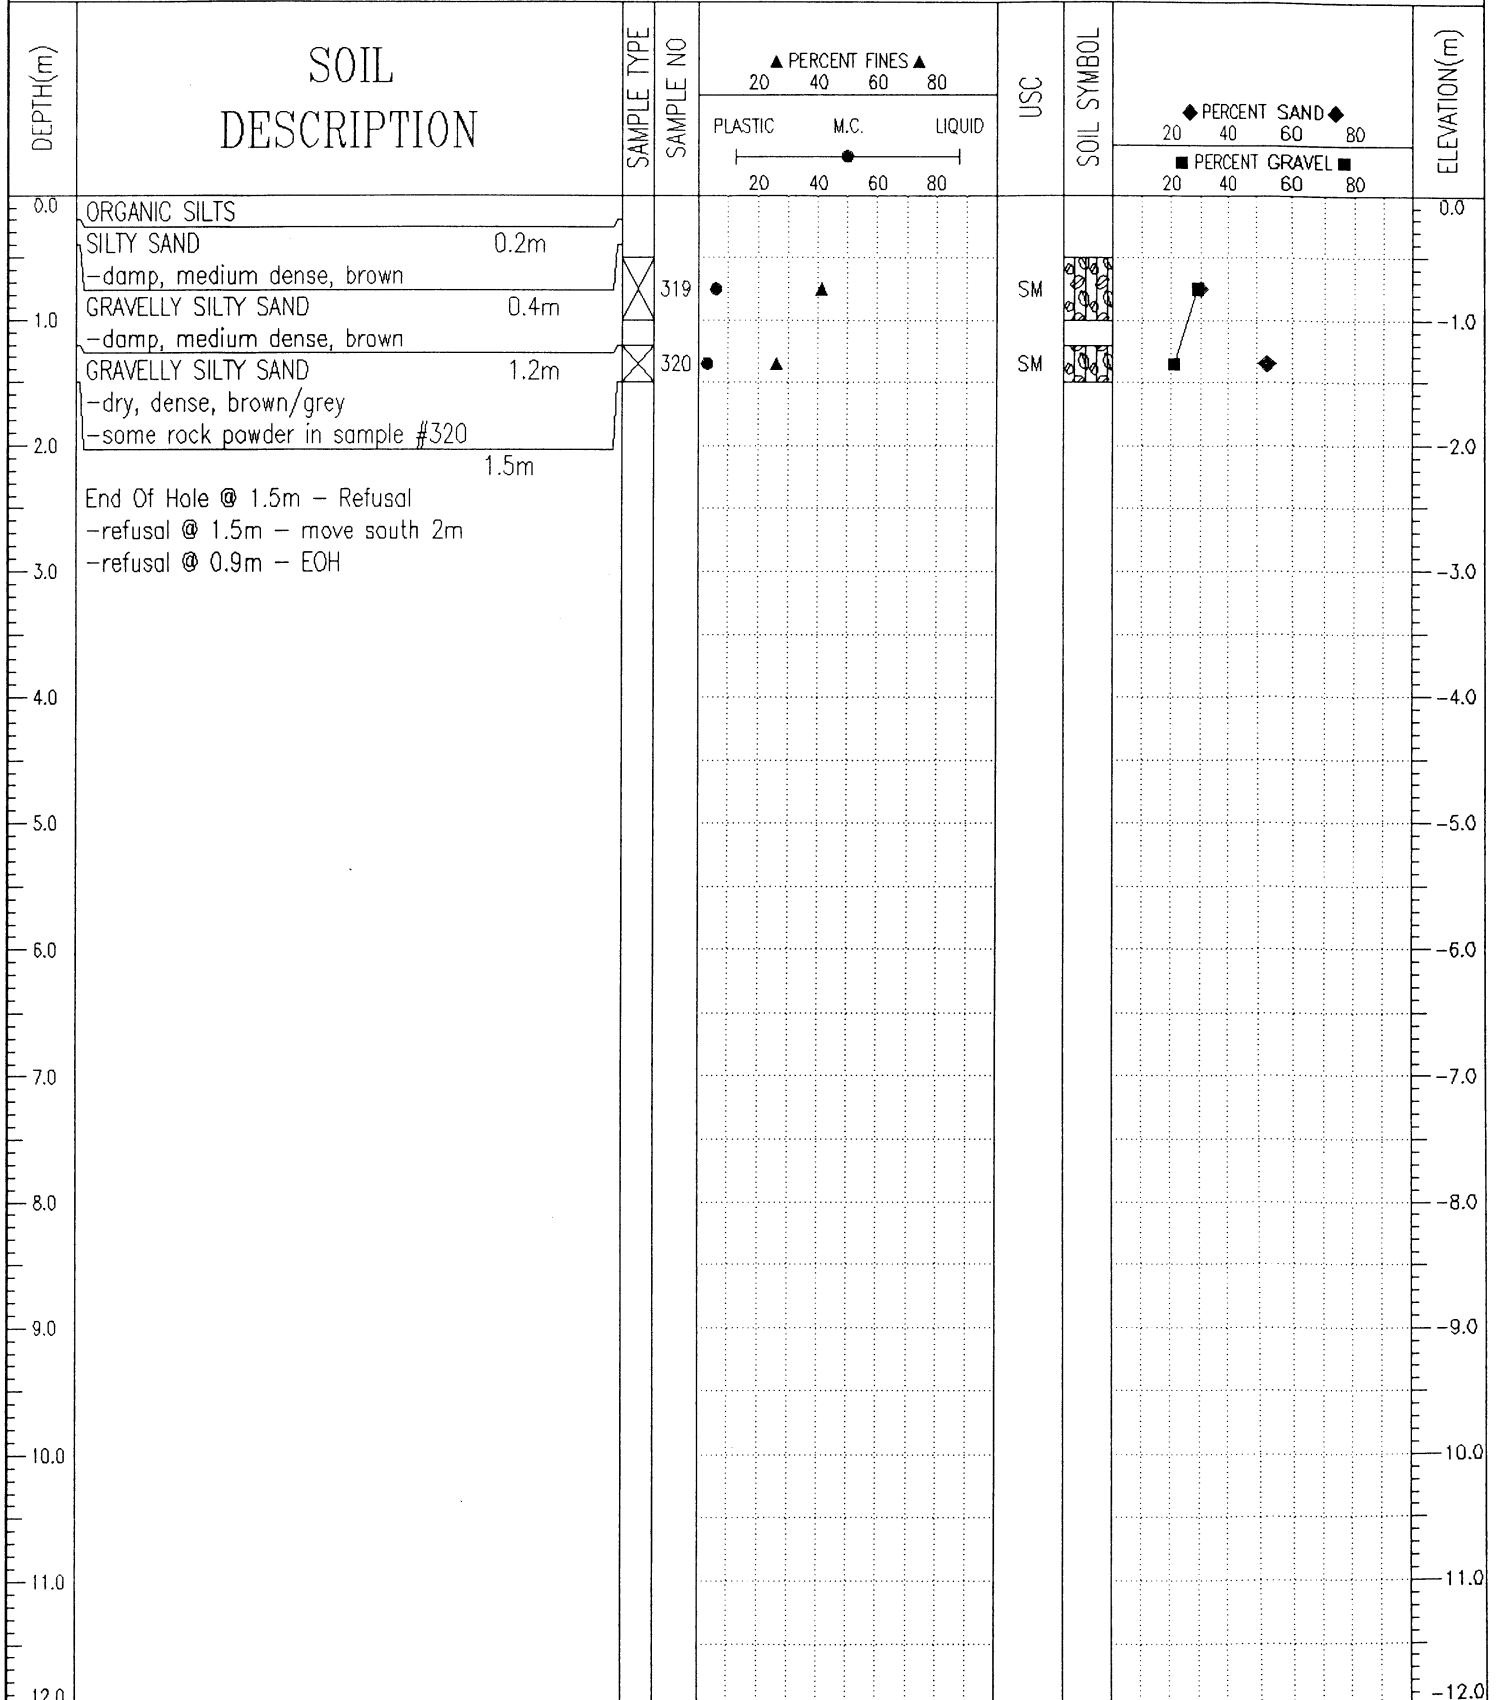 DEPTH(m)
SOIL
DESCRIPTION
SAMPLE TYPE
SAMPLE NO
▲ PERCENT FINES ▲
20 40 60 80
PLASTIC M.C. LIQUID
20 40 60 80
USC
SOIL SYMBOL
◆ PERCENT SAND ◆
20 40 60 80
■ PERCENT GRAVEL ■
20 40 60 80
ELEVATION(m)
0.0
1.0
2.0
3.0
4.0
5.0
6.0
7.0
8.0
9.0
10.0
11.0
12.0
ORGANIC SILTS
SILTY SAND 0.2m
-damp, medium dense, brown
GRAVELLY SILTY SAND 0.4m
-damp, medium dense, brown
GRAVELLY SILTY SAND 1.2m
-dry, dense, brown/grey
-some rock powder in sample #320
1.5m
End Of Hole @ 1.5m - Refusal
-refusal @ 1.5m - move south 2m
-refusal @ 0.9m - EOH
319
320
SM
SM
0.0
-1.0
-2.0
-3.0
-4.0
-5.0
-6.0
-7.0
-8.0
-9.0
-10.0
-11.0
-12.0